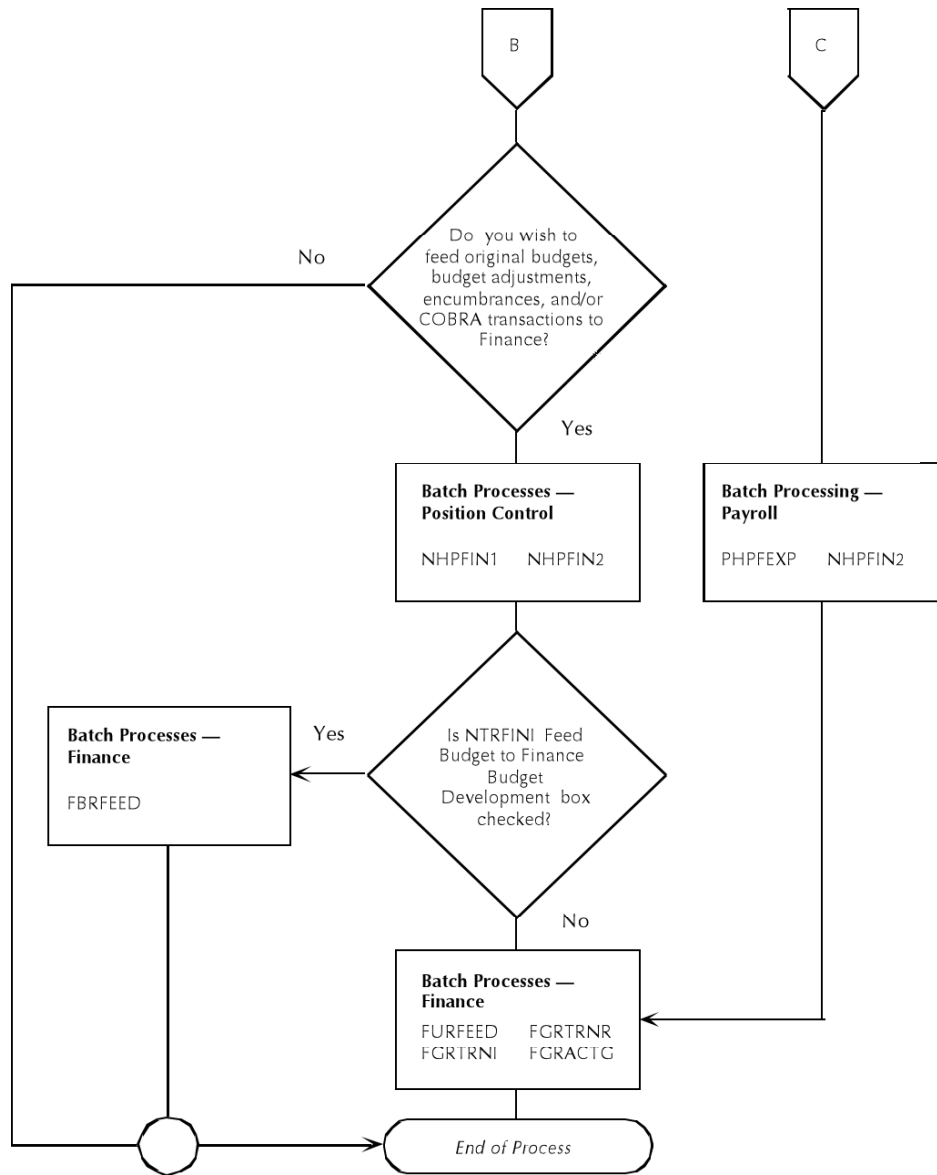 B
C
Do you wish to
feed original budgets,
budget adjustments,
encumbrances, and/or
COBRA transactions to
Finance?
No
Yes
Batch Processes —
Position Control
NHPFIN1 NHPFIN2
Batch Processing —
Payroll
PHPFEXP NHPFIN2
Is NTRFINI Feed
Budget to Finance
Budget
Development box
checked?
Yes
Batch Processes —
Finance
FBRFEED
No
Batch Processes —
Finance
FURFEED FGRTRNR
FGRTRNI FGRACTG
End of Process